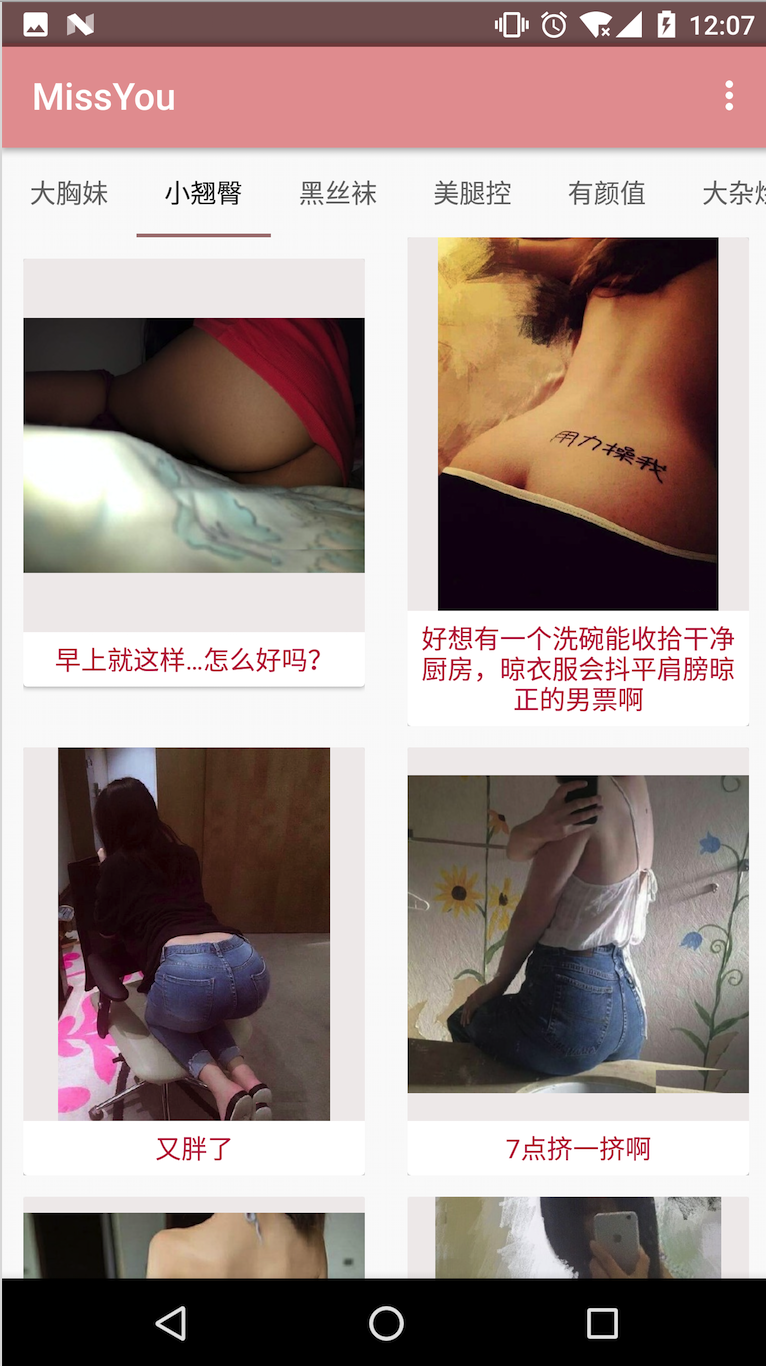 12:07
MissYou
大胸妹 小翘臀 黑丝袜 美腿控 有颜值 大杂
用力操我
早上就这样...怎么好吗?
好想有一个洗碗能收拾干净
厨房，晾衣服会抖平肩膀晾
正的男票啊
又胖了
7点挤一挤啊